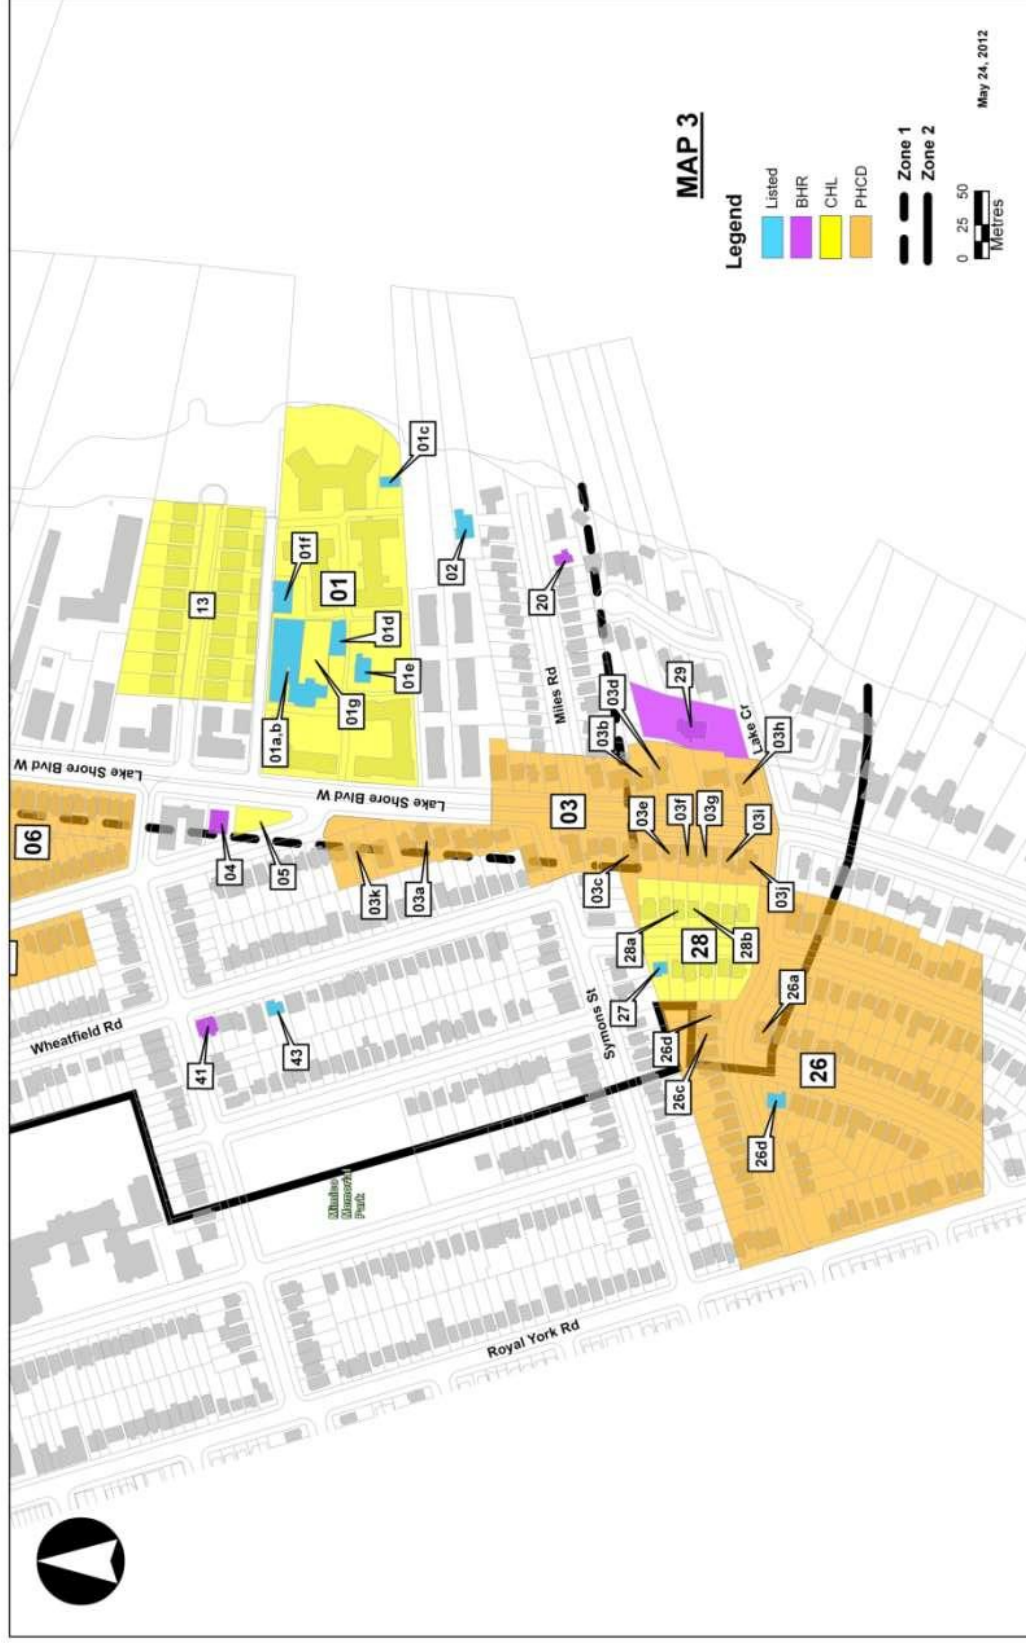 MAP 3
Legend
Listed
BHR
CHL
PHCD
Zone 1
Zone 2
0 25 50
Metres
May 24, 2012
06
Lake Shore Blvd W
Lake Shore Blvd W
13
01f
01
01c
01a,b
01g
01d
01e
02
20
Miles Rd
04
05
03k
03a
03
03b
03d
29
Lake Cr
03h
03c
03e
03f
03g
03i
03j
28a
28
28b
27
Symons St
Wheatfield Rd
41
43
26d
26c
26a
26
26d
Mimico
Memorial
Park
Royal York Rd